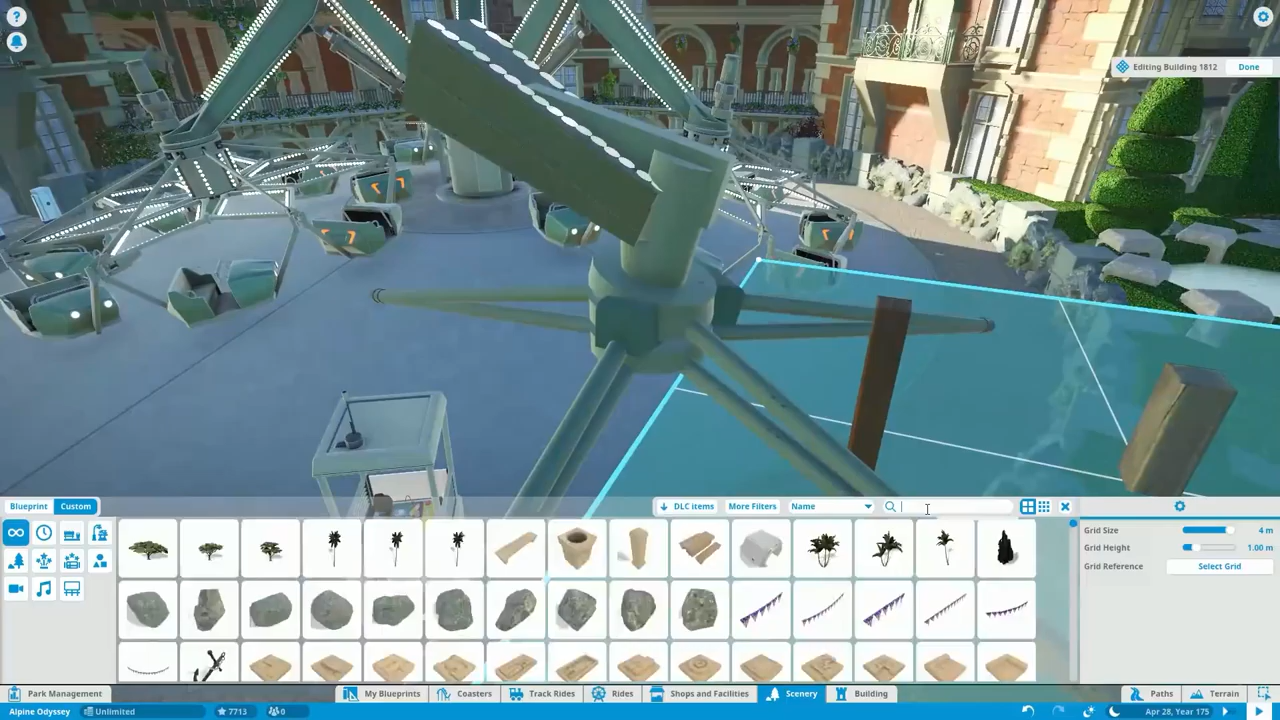 ?
Editing Building 1812 Done
Blueprint Custom DLC items More Filters Name
Grid Size 4 m
Grid Height 1.00 m
Grid Reference Select Grid
Park Management My Blueprints Coasters Track Rides Rides Shops and Facilities Scenery Building Paths Terrain
Alpine Odyssey Unlimited 7713 0 Apr 28, Year 175